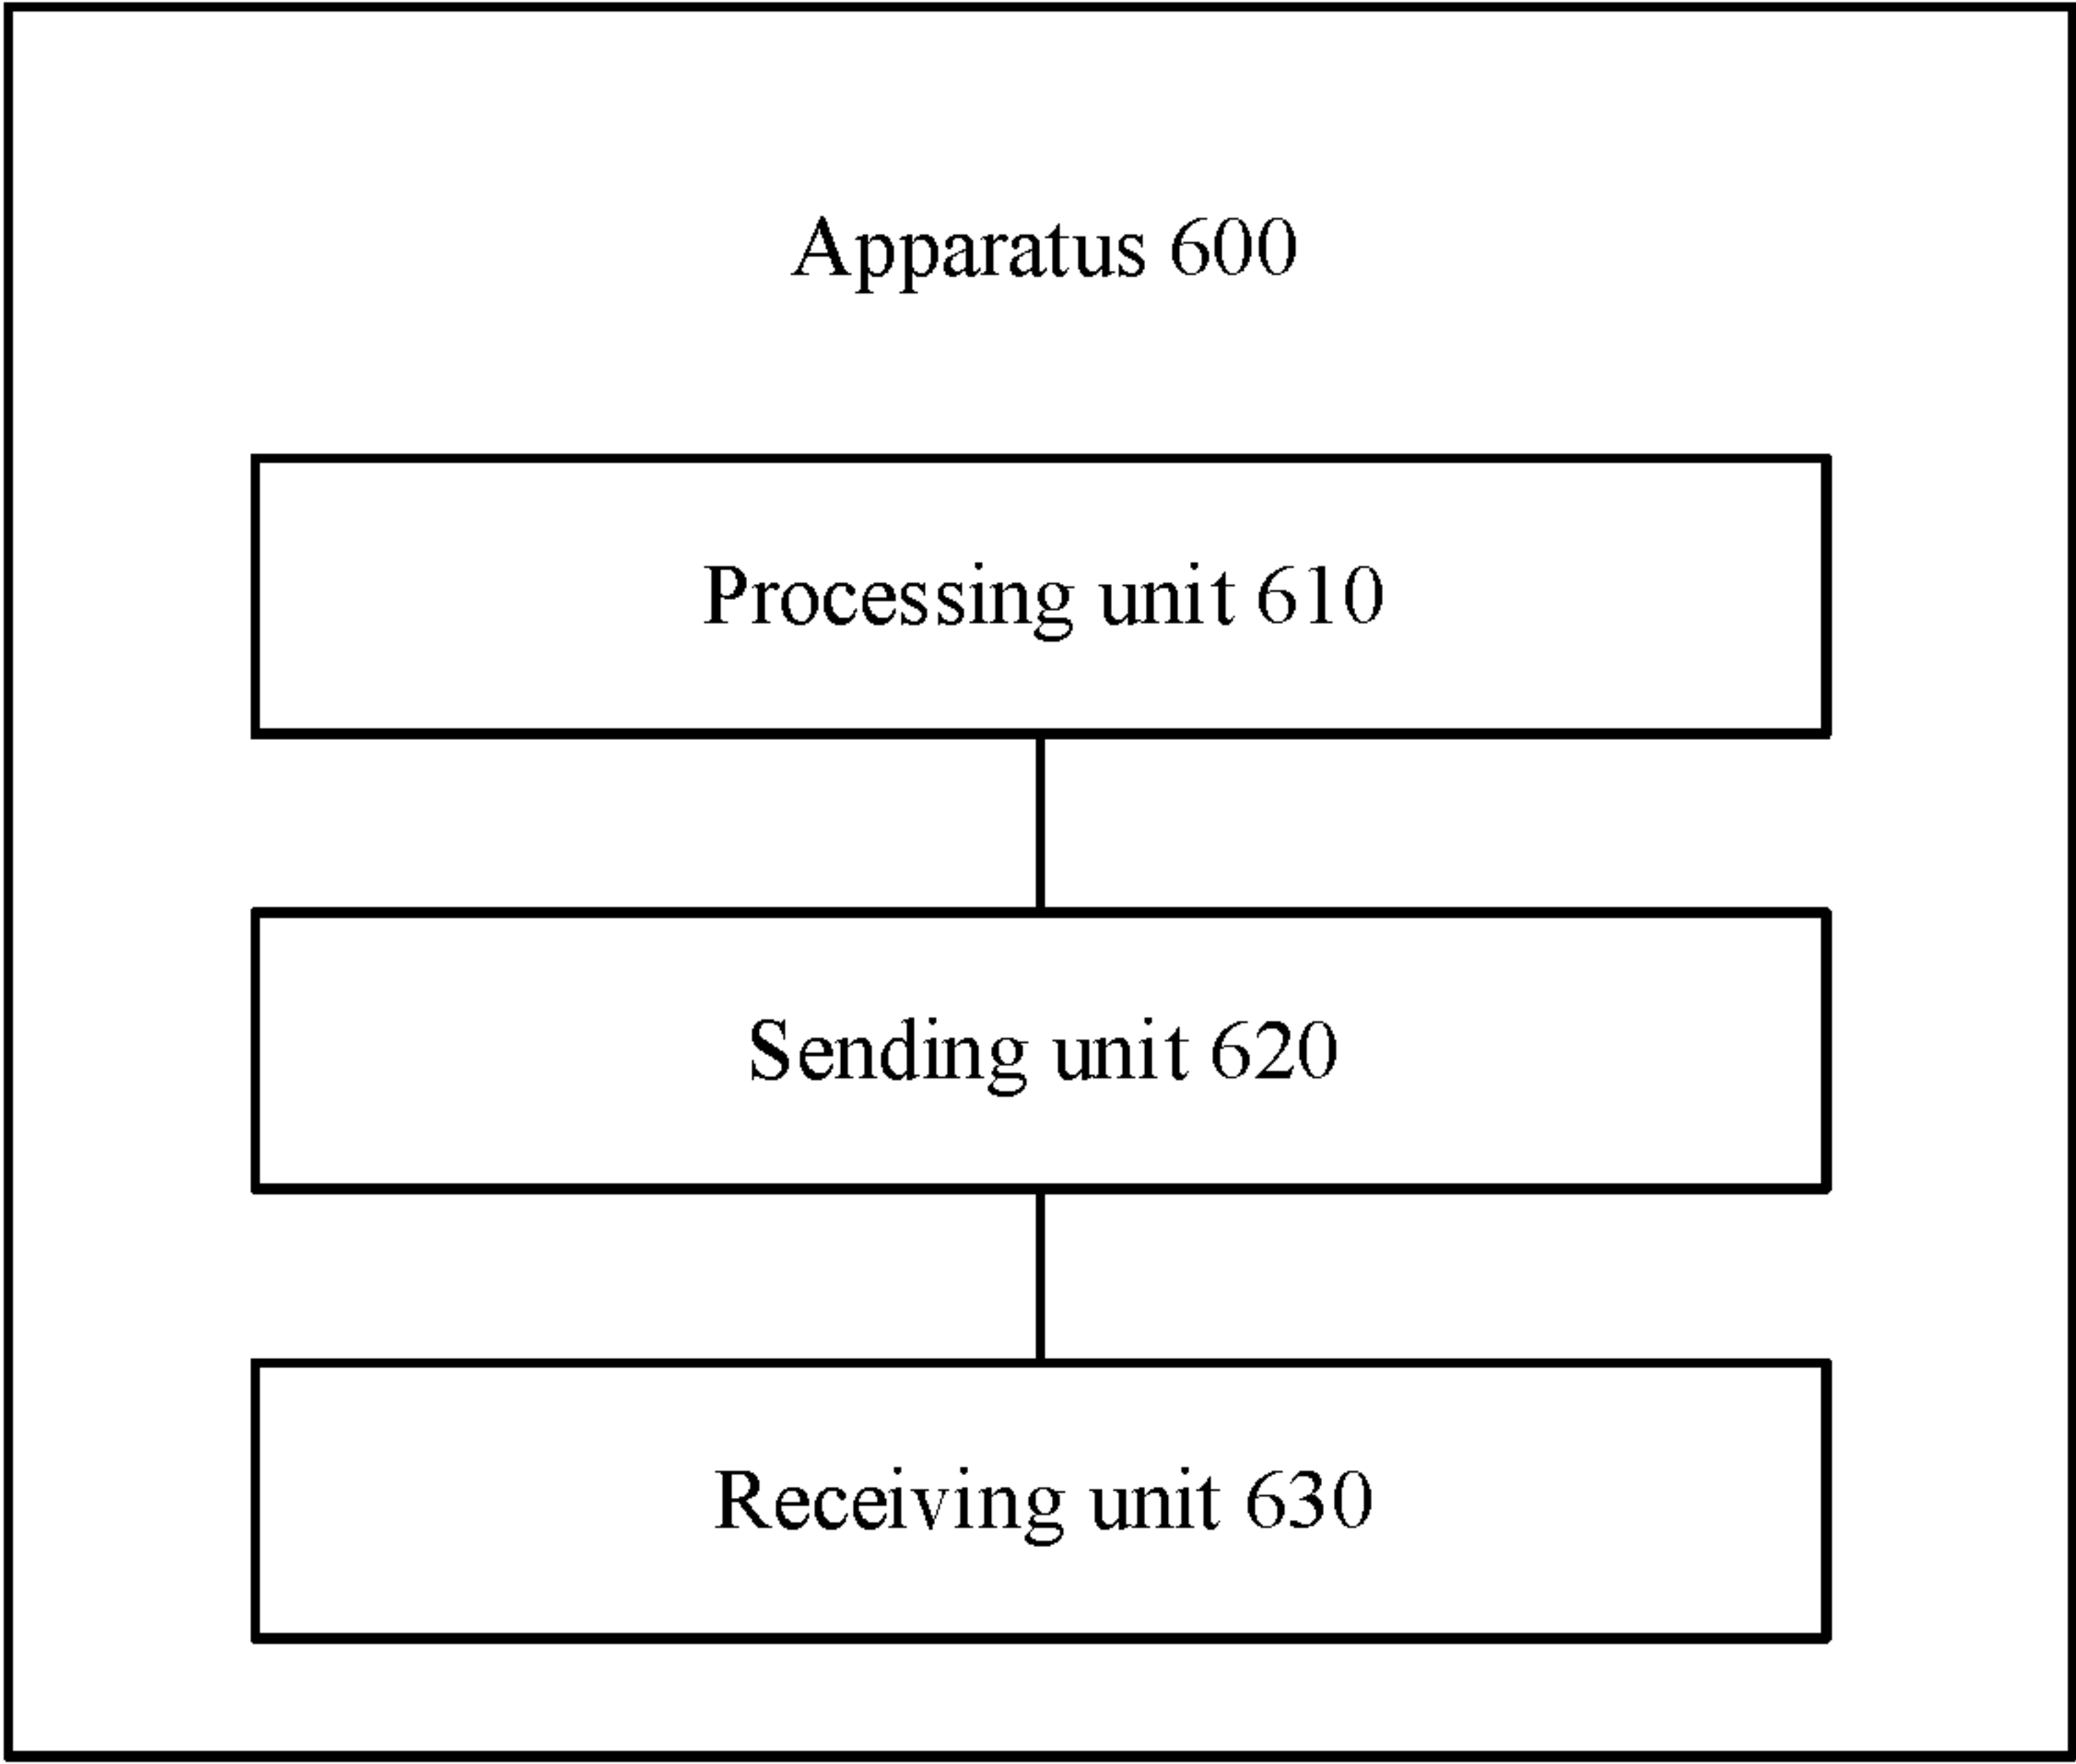 Apparatus 600
Processing unit 610
Sending unit 620
Receiving unit 630